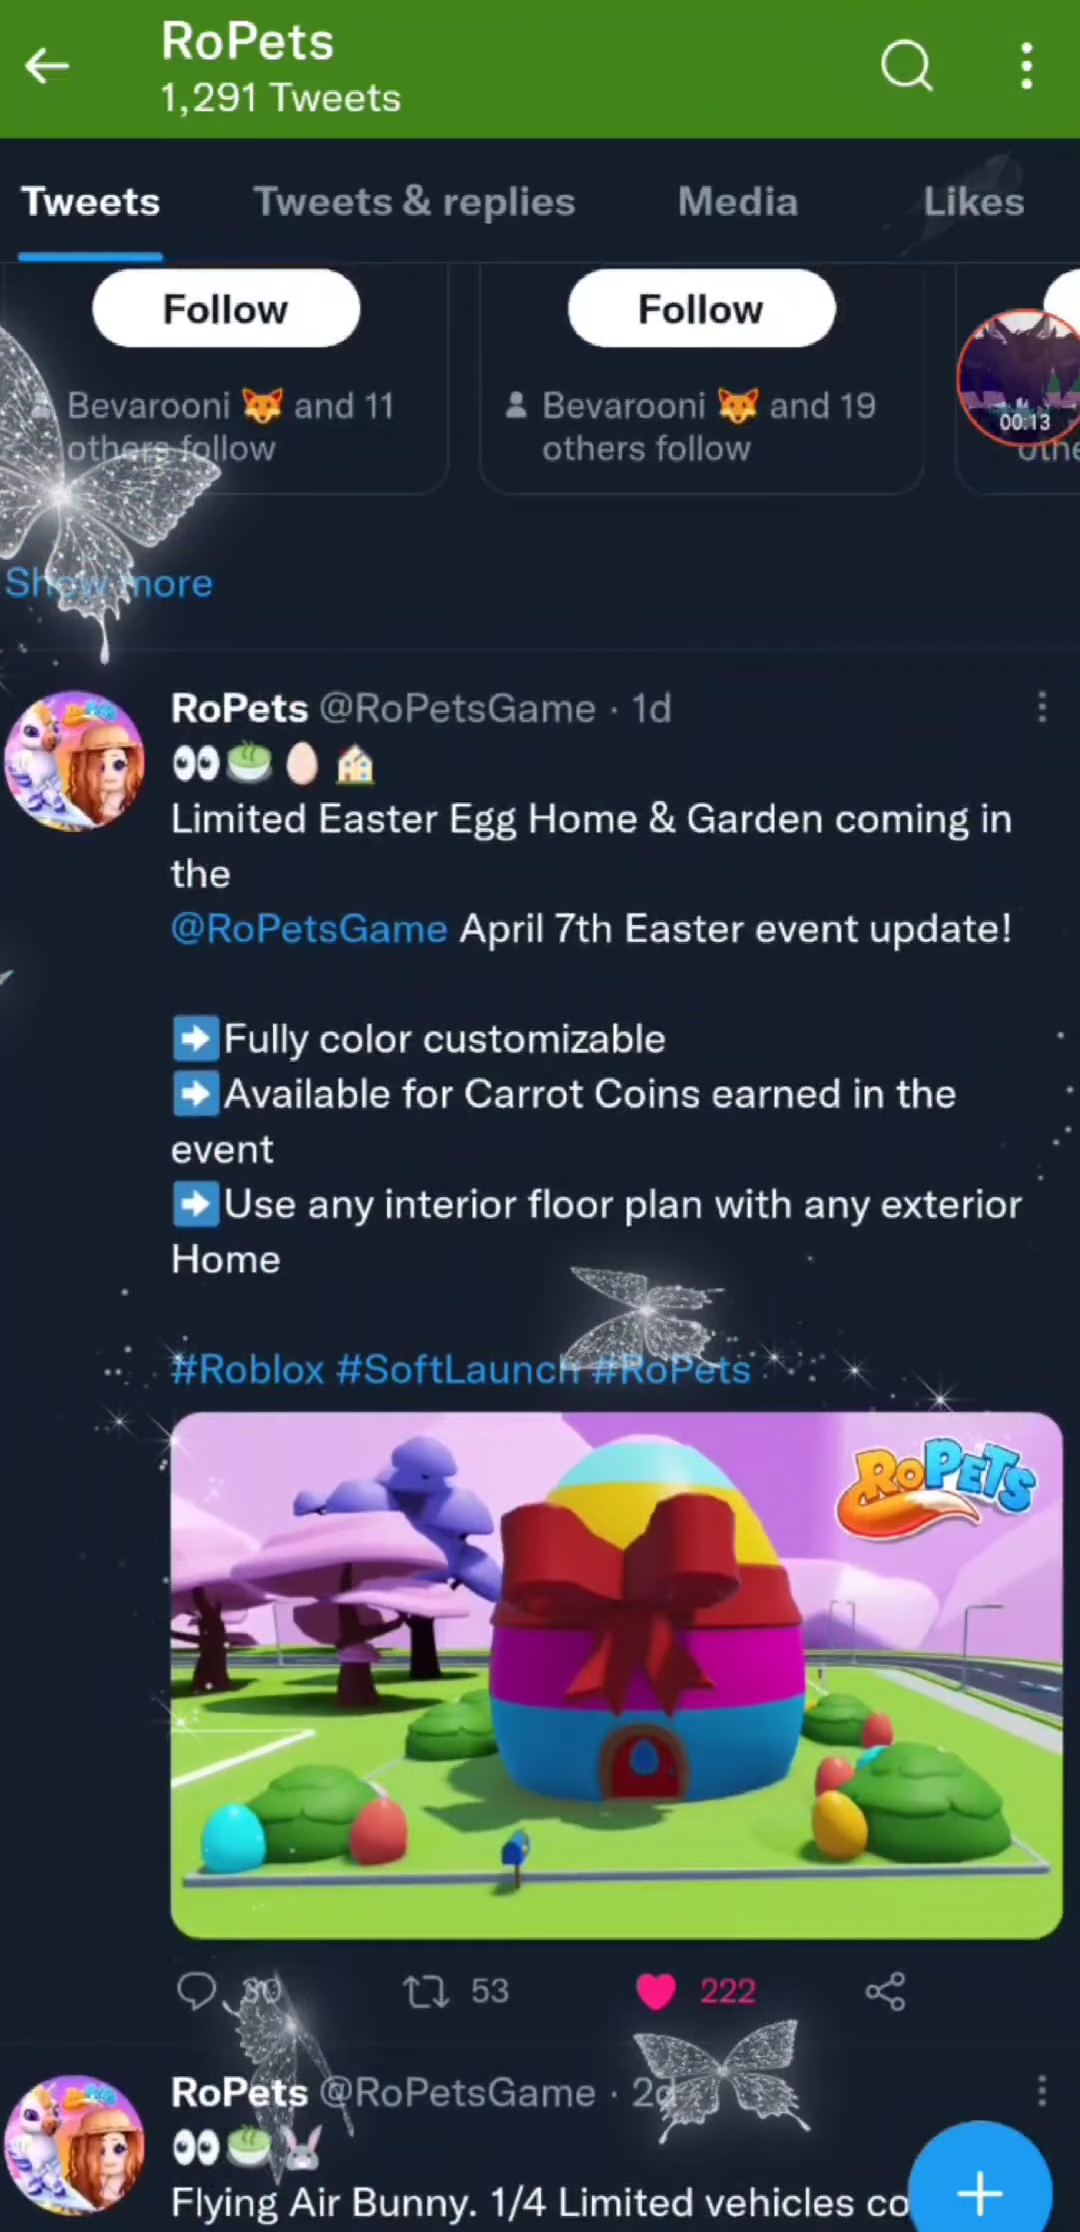 RoPets
1,291 Tweets
Tweets
Tweets & replies
Media
Likes
Follow
Follow
Bevarooni 🦊 and 11
others follow
Bevarooni 🦊 and 19
others follow
00:13
Show more
RoPets @RoPetsGame · 1d
👀🍵🥚🏠
Limited Easter Egg Home & Garden coming in
the
@RoPetsGame April 7th Easter event update!
➡️Fully color customizable
➡️Available for Carrot Coins earned in the
event
➡️Use any interior floor plan with any exterior
Home
#Roblox #SoftLaunch #RoPets
RoPets
53
222
RoPets @RoPetsGame · 2d
👀🍵🐰
Flying Air Bunny. 1/4 Limited vehicles co